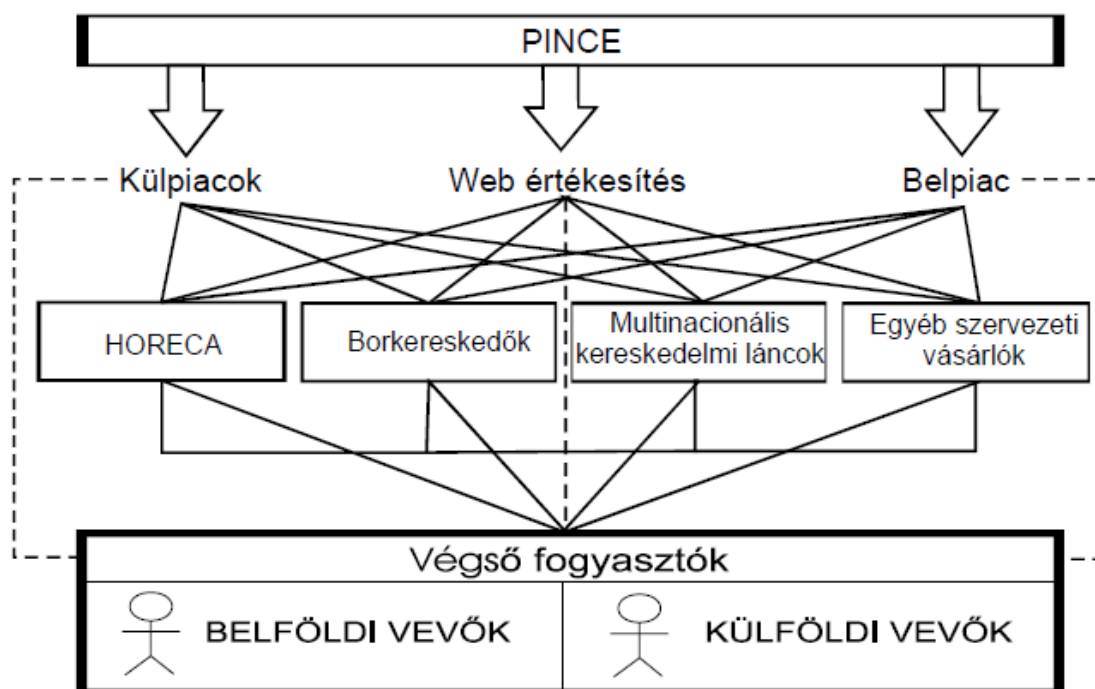 PINCE
Külpiacok
Web értékesítés
Belpiac
HORECA
Borkereskedők
Multinacionális
kereskedelmi láncok
Egyéb szervezeti
vásárlók
Végső fogyasztók
BELFÖLDI VEVŐK
KÜLFÖLDI VEVŐK